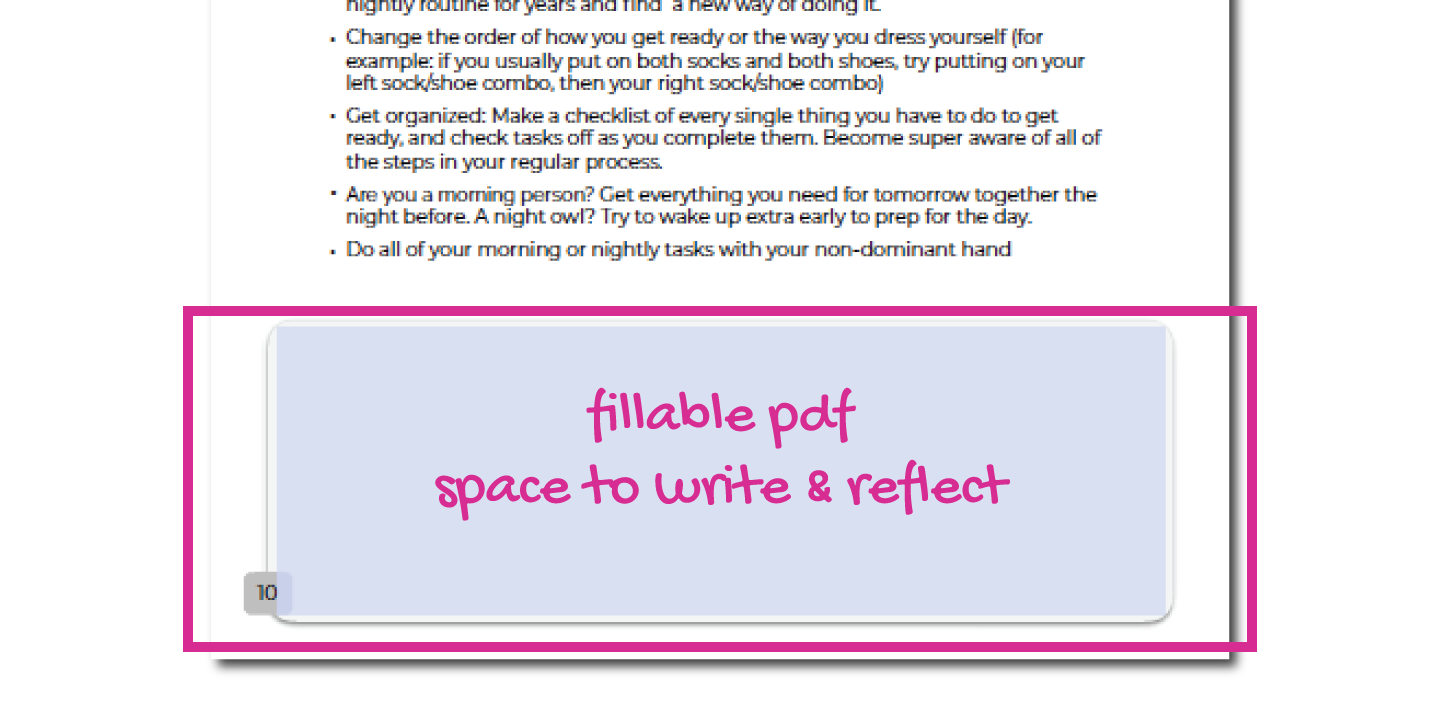 nightly routine for years and find a new way of doing it.
• Change the order of how you get ready or the way you dress yourself (for
example: if you usually put on both socks and both shoes, try putting on your
left sock/shoe combo, then your right sock/shoe combo)
• Get organized: Make a checklist of every single thing you have to do to get
ready, and check tasks off as you complete them. Become super aware of all of
the steps in your regular process.
• Are you a morning person? Get everything you need for tomorrow together the
night before. A night owl? Try to wake up extra early to prep for the day.
• Do all of your morning or nightly tasks with your non-dominant hand
fillable pdf
space to write & reflect
10